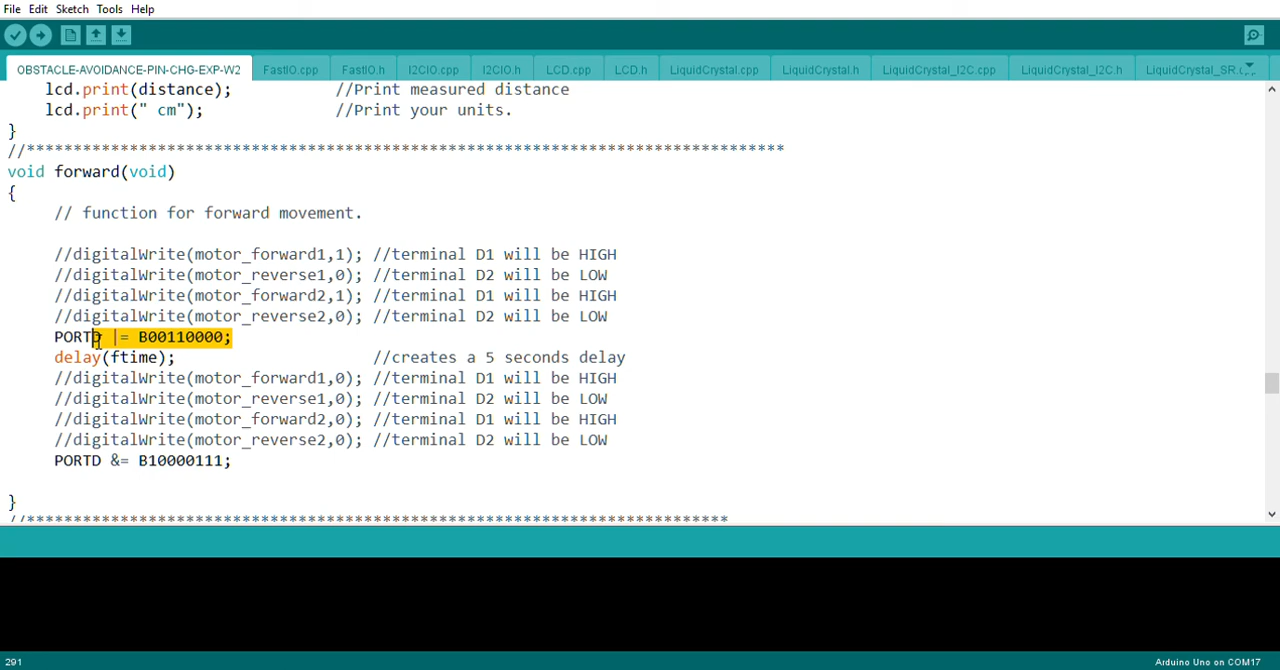 File Edit Sketch Tools Help
OBSTACLE-AVOIDANCE-PIN-CHG-EXP-W2 FastIO.cpp FastIO.h I2CIO.cpp I2CIO.h LCD.cpp LCD.h LiquidCrystal.cpp LiquidCrystal.h LiquidCrystal_I2C.cpp LiquidCrystal_I2C.h LiquidCrystal_SR.c
lcd.print(distance); //Print measured distance
lcd.print(" cm"); //Print your units.
}
//*********************************************************************************
void forward(void)
{
// function for forward movement.
//digitalWrite(motor_forward1,1); //terminal D1 will be HIGH
//digitalWrite(motor_reverse1,0); //terminal D2 will be LOW
//digitalWrite(motor_forward2,1); //terminal D1 will be HIGH
//digitalWrite(motor_reverse2,0); //terminal D2 will be LOW
PORTD |= B00110000;
delay(ftime); //creates a 5 seconds delay
//digitalWrite(motor_forward1,0); //terminal D1 will be HIGH
//digitalWrite(motor_reverse1,0); //terminal D2 will be LOW
//digitalWrite(motor_forward2,0); //terminal D1 will be HIGH
//digitalWrite(motor_reverse2,0); //terminal D2 will be LOW
PORTD &= B10000111;
}
//***************************************************************************
291 Arduino Uno on COM17